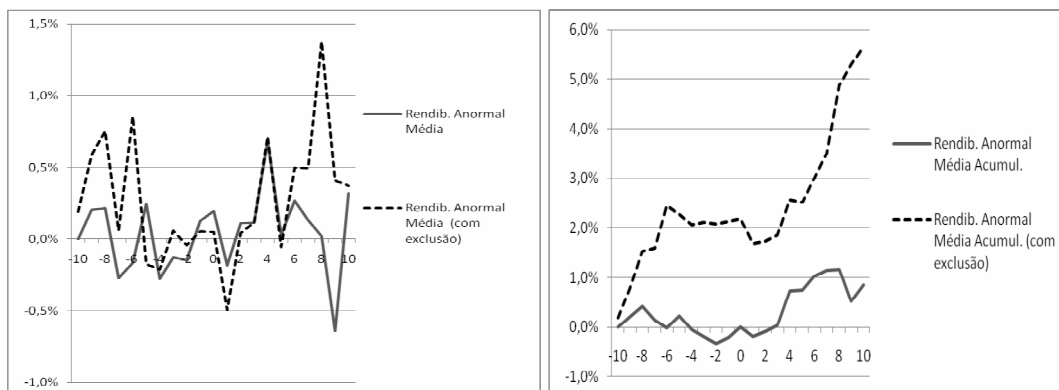 1,5%
1,0%
0,5%
0,0%
-0,5%
-1,0%
-10 -8 -6 -4 -2 0 2 4 6 8 10
Rendib. Anormal
Média
Rendib. Anormal
Média (com
exclusão)
6,0%
5,0%
4,0%
3,0%
2,0%
1,0%
0,0%
-1,0%
-10 -8 -6 -4 -2 0 2 4 6 8 10
Rendib. Anormal
Média Acumul.
Rendib. Anormal
Média Acumul. (com
exclusão)